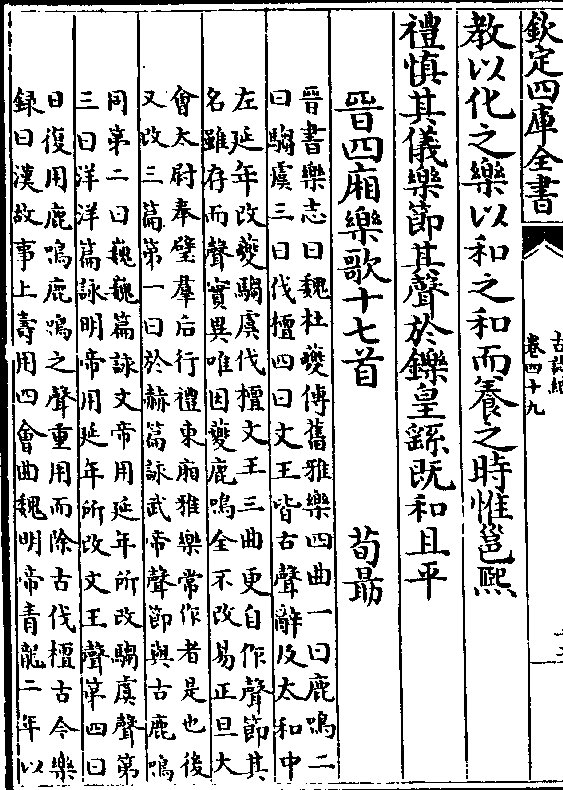 欽定四庫全書
古詩紀
卷四十九
教以化之樂以和之和而養之時惟邕熙
禮慎其儀樂節其聲於鑠皇繇既和且平
晉四廂樂歌十七首 荀勗
晉書樂志曰魏杜夔傳舊雅樂四曲一曰鹿鳴二
曰騶虞三曰伐檀四曰文王皆古聲辭及太和中
左延年改夔騶虞伐檀文王三曲更自作聲節其
名雖存而聲實異唯因夔鹿鳴全不改易正旦大
會太尉奉璧羣后行禮東廂雅樂常作者是也後
又改三篇第一曰於赫篇詠武帝聲節與古鹿鳴
同第二曰巍巍篇詠文帝用延年所改騶虞聲第
三曰洋洋篇詠明帝用延年所改文王聲第四曰
曰復用鹿鳴鹿鳴之聲重用而除古伐檀古今樂
録曰漢故事上壽用四會曲魏明帝青龍二年以